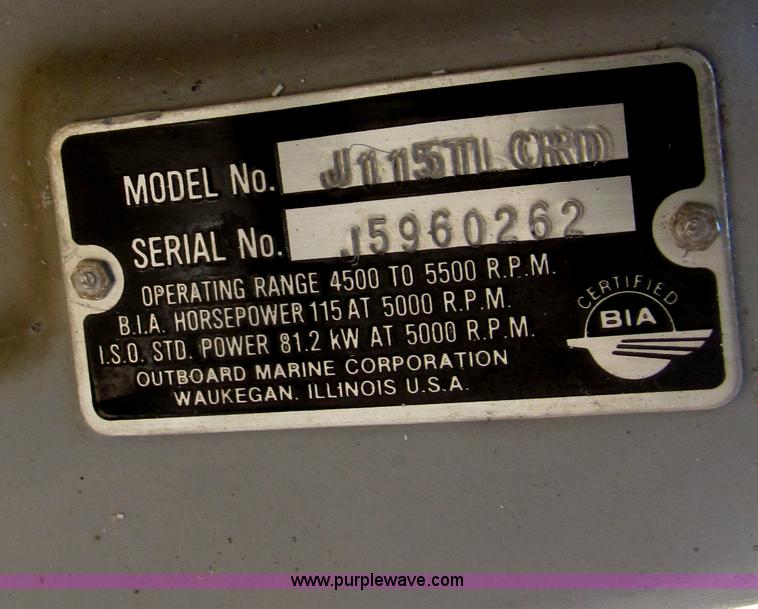 MODEL No. J115TLCRD
SERIAL No. J5960262
OPERATING RANGE 4500 TO 5500 R.P.M.
B.I.A. HORSEPOWER 115 AT 5000 R.P.M.
I.S.O. STD. POWER 81.2 kW AT 5000 R.P.M.
OUTBOARD MARINE CORPORATION
WAUKEGAN, ILLINOIS U.S.A.
CERTIFIED
BIA
www.purplewave.com